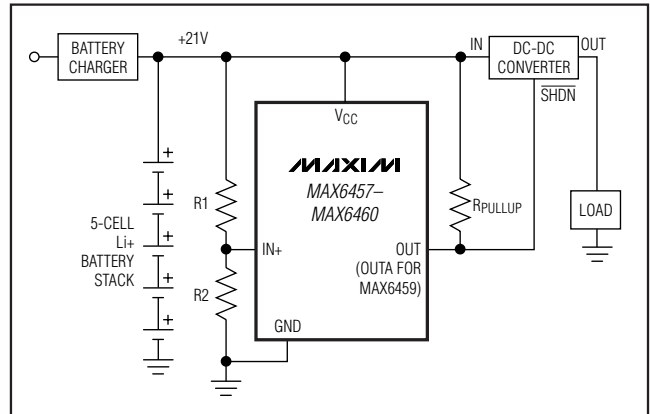 BATTERY
CHARGER
+21V
IN
DC-DC
CONVERTER
OUT
SHDN
VCC
MAXIM
MAX6457–
MAX6460
R1
IN+
R2
GND
OUT
(OUTA FOR
MAX6459)
RPULLUP
LOAD
5-CELL
Li+
BATTERY
STACK
+
+
+
+
+